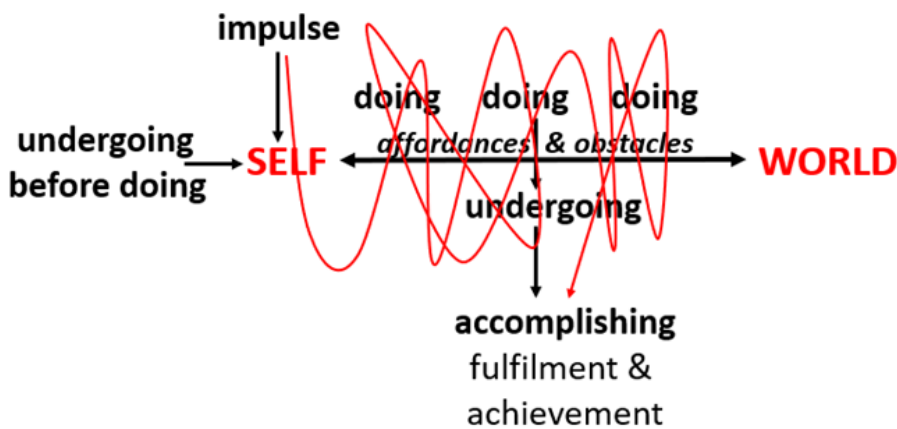 impulse
doing doing doing
affordances & obstacles
undergoing
before doing
SELF
WORLD
undergoing
accomplishing
fulfilment &
achievement